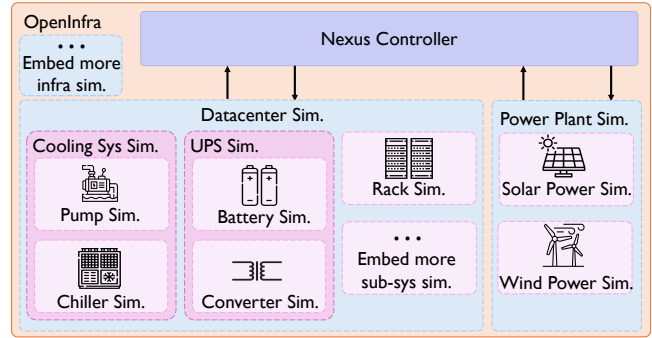 OpenInfra
• • •
Embed more
infra sim.
Nexus Controller
Datacenter Sim.
Cooling Sys Sim.
Pump Sim.
Chiller Sim.
UPS Sim.
Battery Sim.
Converter Sim.
Rack Sim.
• • •
Embed more
sub-sys sim.
Power Plant Sim.
Solar Power Sim.
Wind Power Sim.